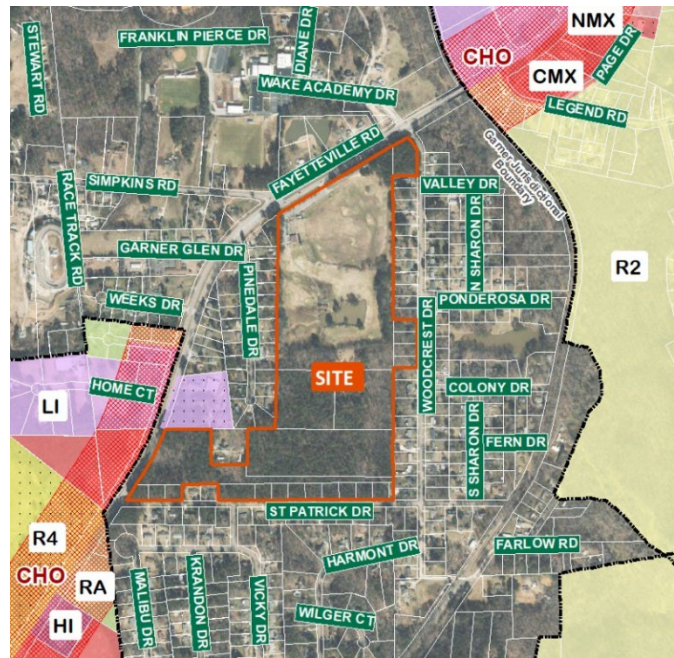 STEWART RD
FRANKLIN PIERCE DR
DIANE DR
NMX
CHO
CMX
PAGE DR
WAKE ACADEMY DR
LEGEND RD
FAYETTEVILLE RD
Garner Jurisdictional
Boundary
SIMPKINS RD
VALLEY DR
RACE TRACK RD
N SHARON DR
GARNER GLEN DR
PINEDALE DR
R2
WEEKS DR
PONDEROSA DR
WOODCREST DR
SITE
HOME CT
COLONY DR
LI
S SHARON DR
FERN DR
ST PATRICK DR
R4
HARMONT DR
FARLOW RD
CHO
RA
MALIBU DR
KRANDON DR
VICKY DR
WILGER CT
HI